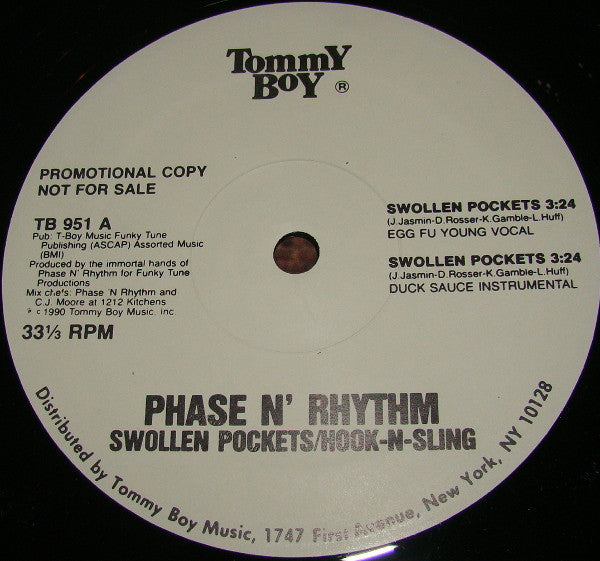 Tommy
Boy ®
PROMOTIONAL COPY
NOT FOR SALE
TB 951 A
Pub: T-Boy Music Funky Tune
Publishing (ASCAP) Assorted Music
(BMI)
Produced by the immortal hands of
Phase N' Rhythm for Funky Tune
Productions
Mix chefs: Phase 'N Rhythm and
C.J. Moore at 1212 Kitchens
℗ © 1990 Tommy Boy Music, Inc
33⅓ RPM
SWOLLEN POCKETS 3:24
(J.Jasmin-D.Rosser-K.Gamble-L.Huff)
EGG FU YOUNG VOCAL
SWOLLEN POCKETS 3:24
(J.Jasmin-D.Rosser-K.Gamble-L.Huff)
DUCK SAUCE INSTRUMENTAL
PHASE N' RHYTHM
SWOLLEN POCKETS/HOOK-N-SLING
Distributed by Tommy Boy Music, 1747 First Avenue, New York, NY 10128